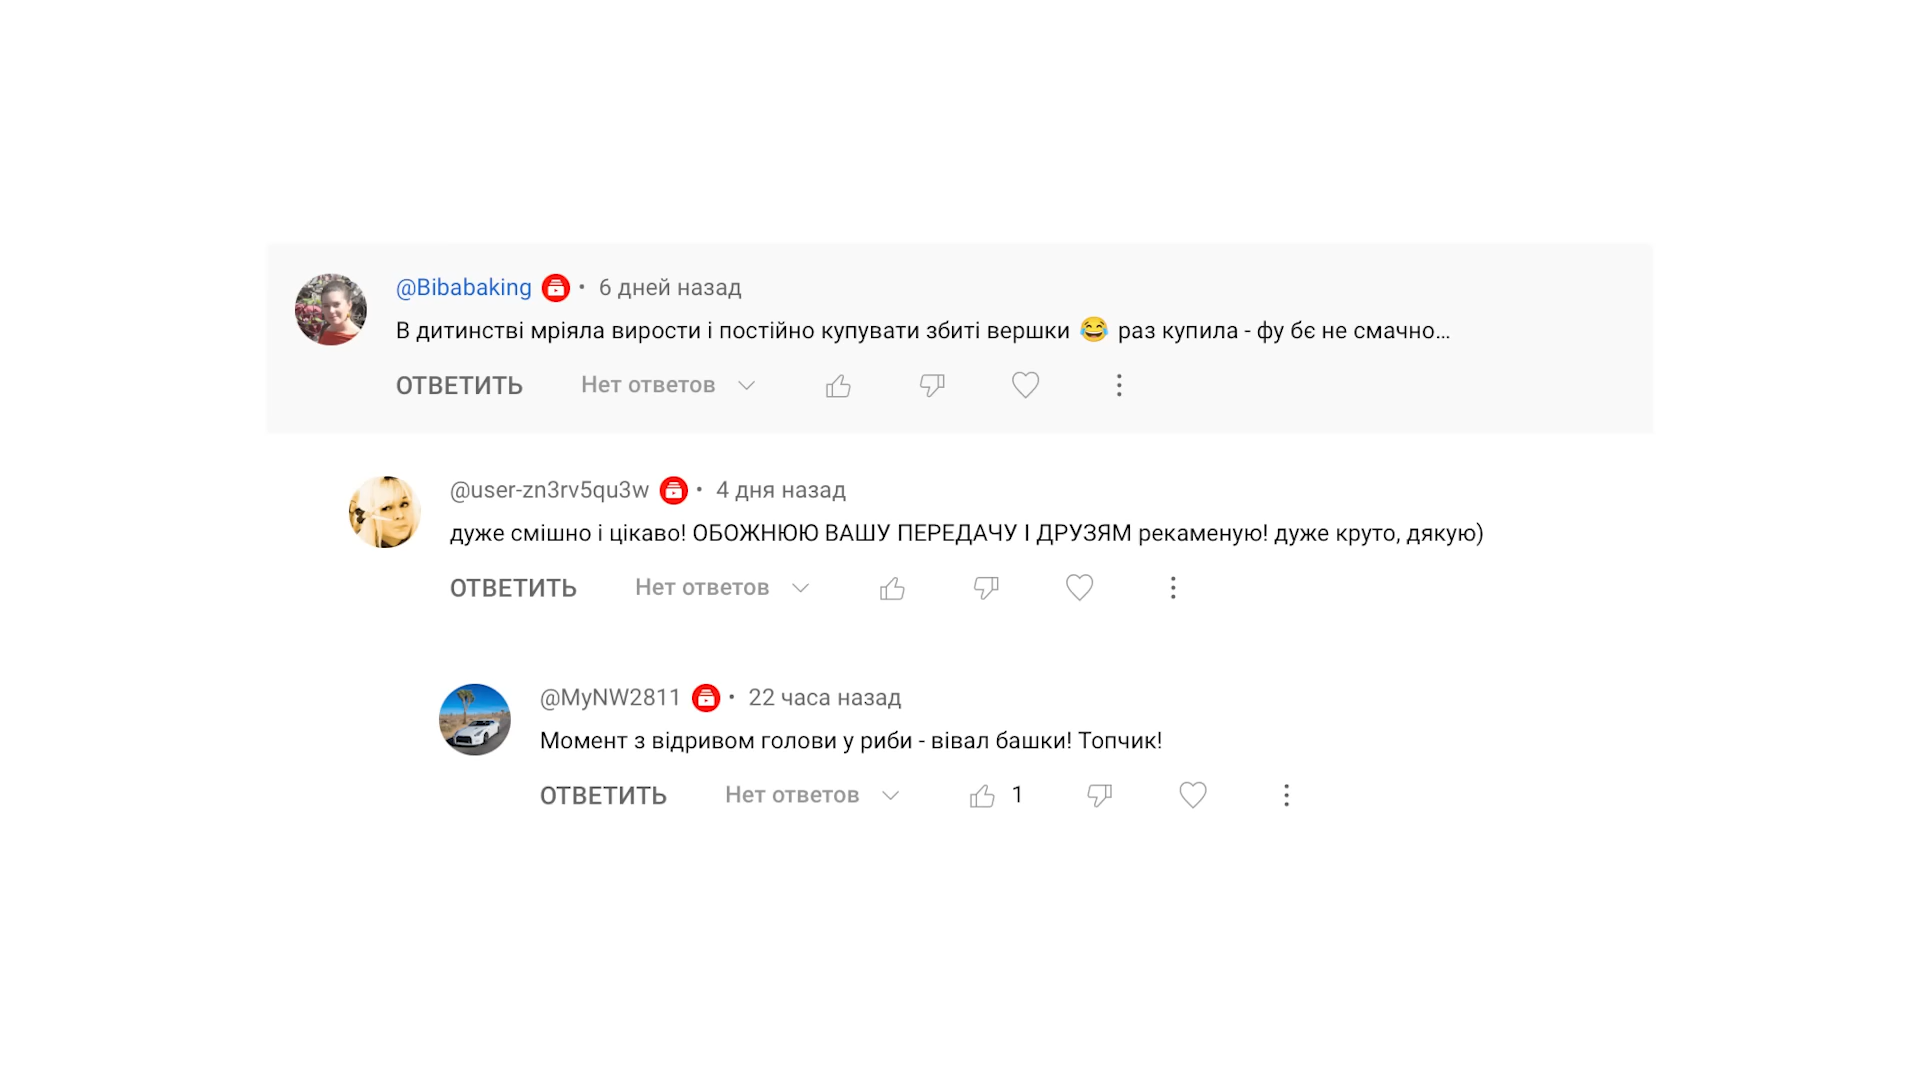 @Bibabaking • 6 дней назад
В дитинстві мріяла вирости і постійно купувати збиті вершки 😂 раз купила - фу бє не смачно...
ОТВЕТИТЬ Нет ответов
@user-zn3rv5qu3w • 4 дня назад
дуже смішно і цікаво! ОБОЖНЮЮ ВАШУ ПЕРЕДАЧУ І ДРУЗЯМ рекаменую! дуже круто, дякую)
ОТВЕТИТЬ Нет ответов
@MyNW2811 • 22 часа назад
Момент з відривом голови у риби - вівал башки! Топчик!
ОТВЕТИТЬ Нет ответов 1